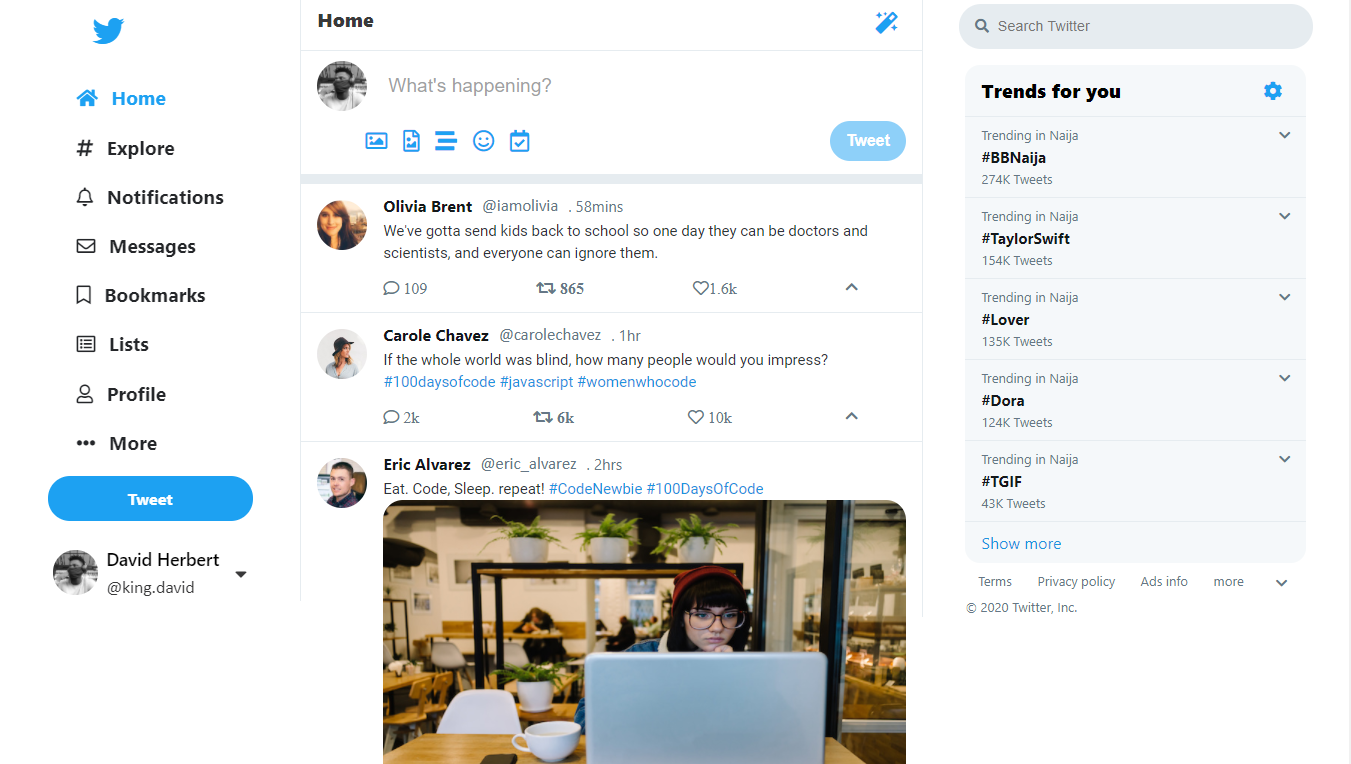 Home
Explore
Notifications
Messages
Bookmarks
Lists
Profile
More
Tweet
David Herbert
@king.david
Home
What's happening?
Tweet
Olivia Brent @iamolivia . 58mins
We've gotta send kids back to school so one day they can be doctors and
scientists, and everyone can ignore them.
109 865 1.6k
Carole Chavez @carolechavez . 1hr
If the whole world was blind, how many people would you impress?
#100daysofcode #javascript #womenwhocode
2k 6k 10k
Eric Alvarez @eric_alvarez . 2hrs
Eat. Code, Sleep. repeat! #CodeNewbie #100DaysOfCode
Search Twitter
Trends for you
Trending in Naija
#BBNaija
274K Tweets
Trending in Naija
#TaylorSwift
154K Tweets
Trending in Naija
#Lover
135K Tweets
Trending in Naija
#Dora
124K Tweets
Trending in Naija
#TGIF
43K Tweets
Show more
Terms Privacy policy Ads info more
© 2020 Twitter, Inc.